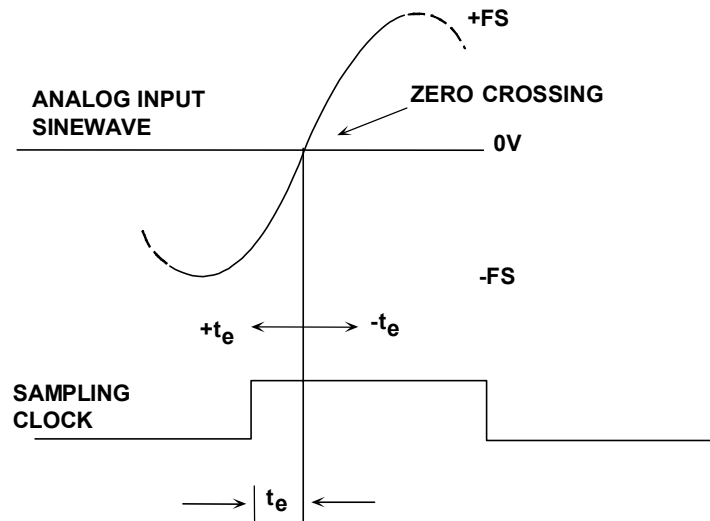 +FS
ANALOG INPUT
SINEWAVE
ZERO CROSSING
0V
-FS
+te
-te
SAMPLING
CLOCK
te